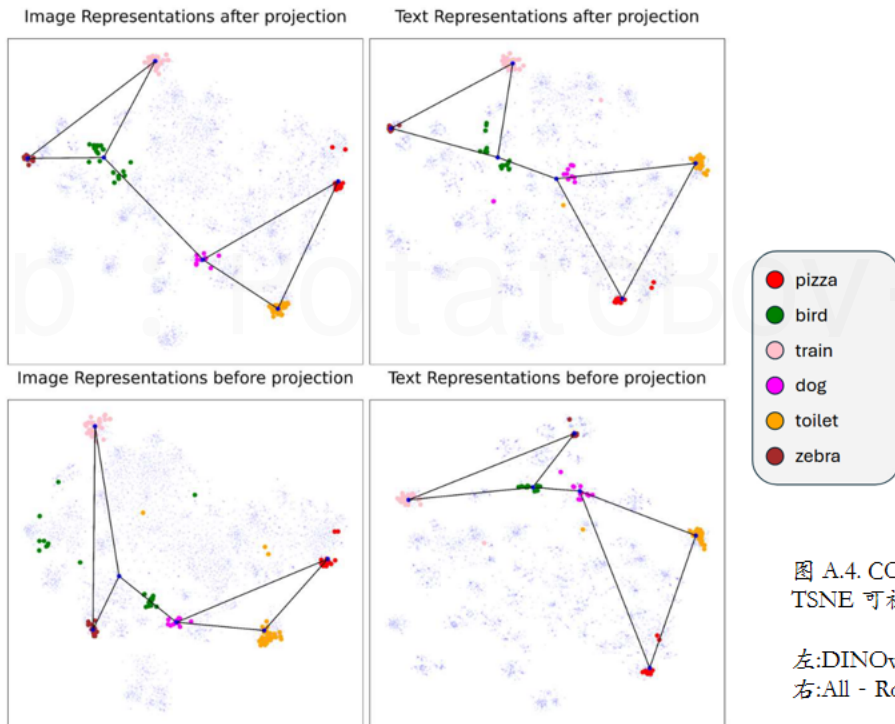 Image Representations after projection
Text Representations after projection
b : RotatoBov
Image Representations before projection
Text Representations before projection
pizza
bird
train
dog
toilet
zebra
图 A.4. CO
TSNE 可
左:DINOv
右:All - Ro